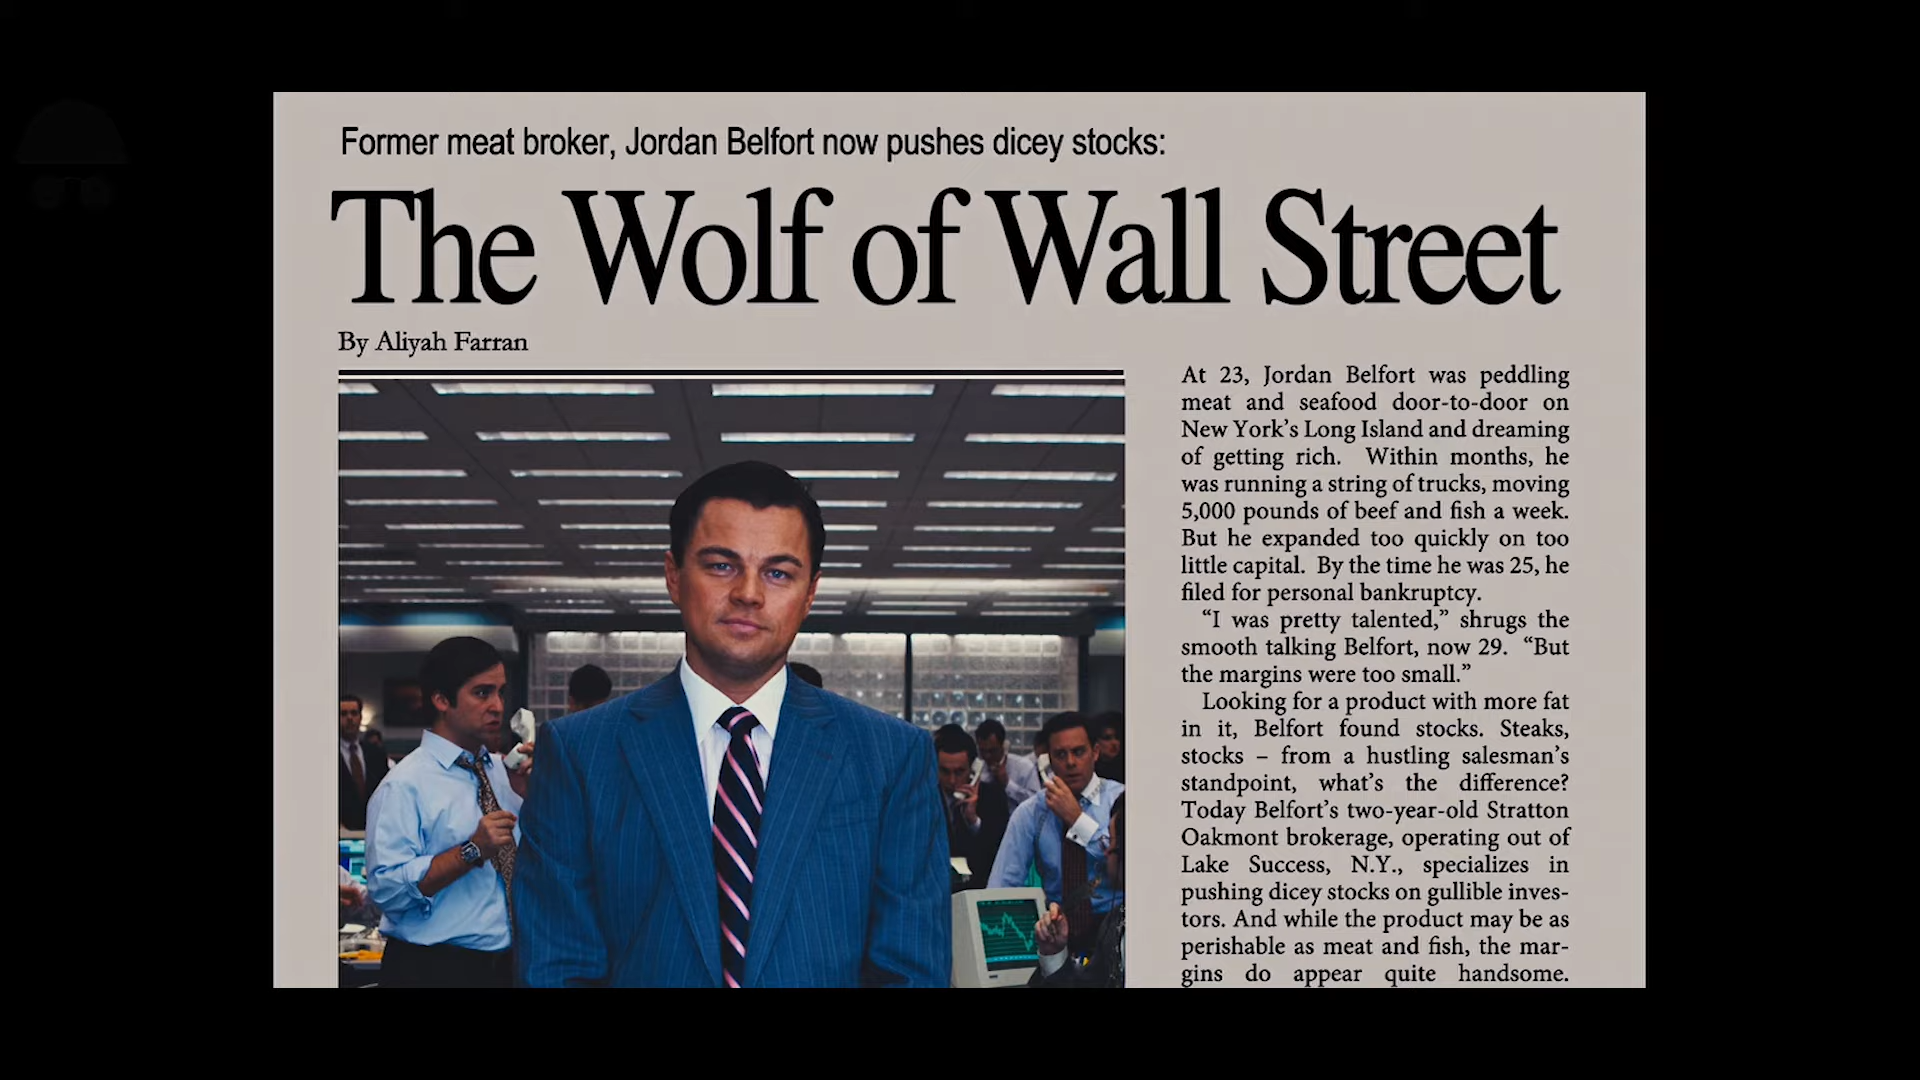 Former meat broker, Jordan Belfort now pushes dicey stocks:
The Wolf of Wall Street
By Aliyah Farran
At 23, Jordan Belfort was peddling
meat and seafood door-to-door on
New York's Long Island and dreaming
of getting rich. Within months, he
was running a string of trucks, moving
5,000 pounds of beef and fish a week.
But he expanded too quickly on too
little capital. By the time he was 25, he
filed for personal bankruptcy.
“I was pretty talented,” shrugs the
smooth talking Belfort, now 29. “But
the margins were too small.”
Looking for a product with more fat
in it, Belfort found stocks. Steaks,
stocks – from a hustling salesman's
standpoint, what's the difference?
Today Belfort's two-year-old Stratton
Oakmont brokerage, operating out of
Lake Success, N.Y., specializes in
pushing dicey stocks on gullible inves-
tors. And while the product may be as
perishable as meat and fish, the mar-
gins do appear quite handsome.